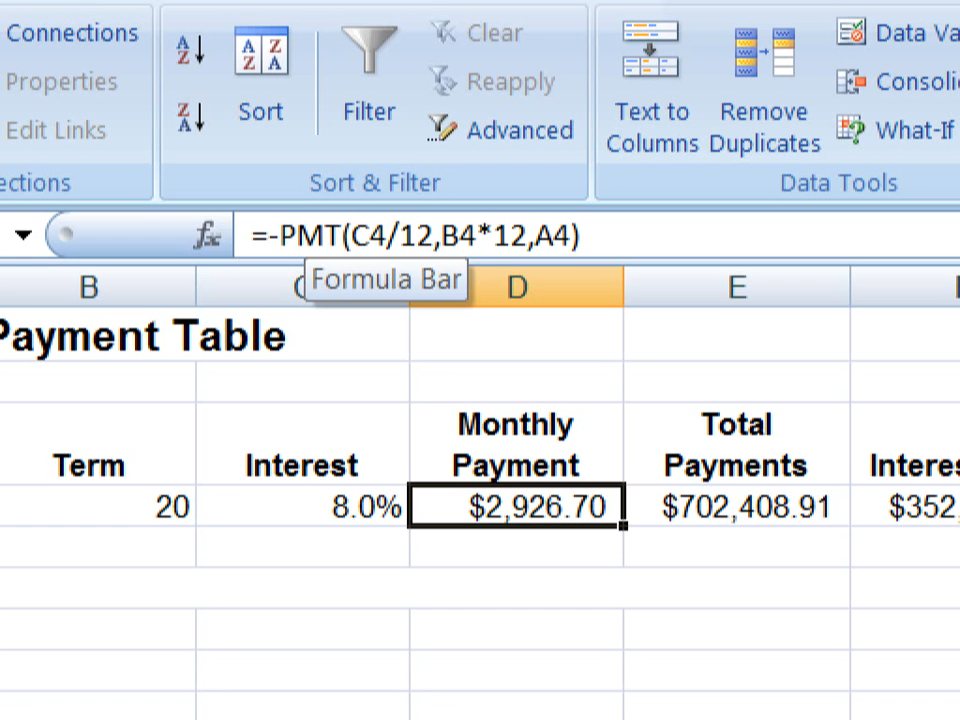 Connections
Properties
Edit Links
Sort
Filter
Clear
Reapply
Advanced
Text to
Columns
Remove
Duplicates
Data Va
Consoli
What-If
ections
Sort & Filter
Data Tools
fx
=-PMT(C4/12,B4*12,A4)
Formula Bar
B
D
E
Payment Table
Term
Interest
Monthly
Payment
Total
Payments
Interes
20
8.0%
$2,926.70
$702,408.91
$352,